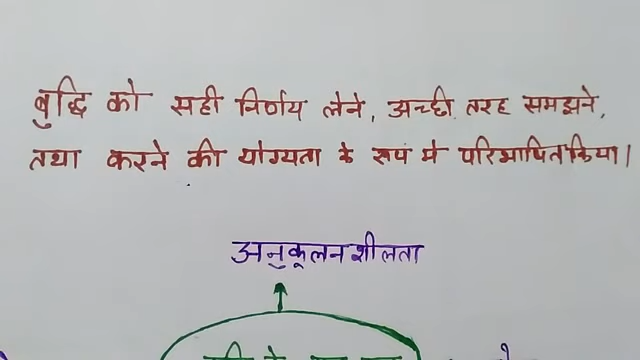 बुद्धि को सही निर्णय लेने, अच्छी तरह समझने,
तथा करने की योग्यता के रूप मे परिभाषित किया।
अनुकूलनशीलता